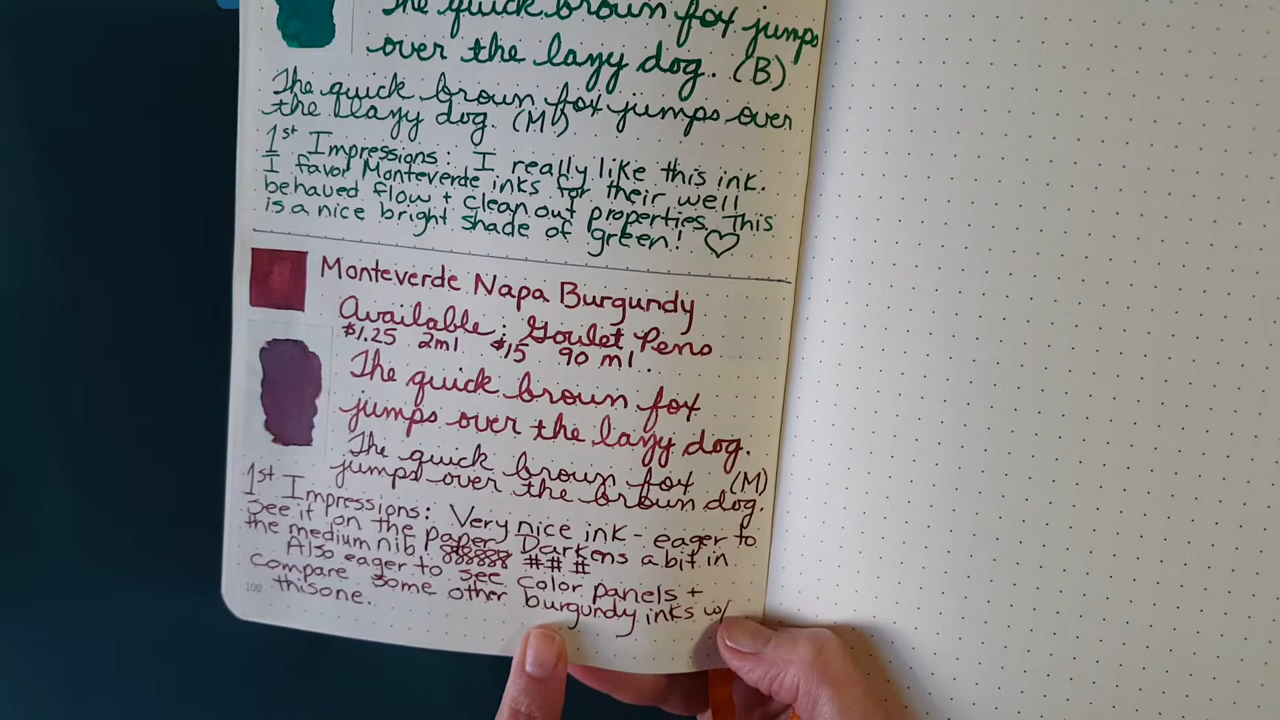 The quick brown fox jumps
over the lazy dog. (B)
The quick brown fox jumps over
the lazy dog. (M)
1st Impressions: I really like this ink.
I favor Monteverde inks for their well
behaved flow + clean out properties. This
is a nice bright shade of green! ♡
Monteverde Napa Burgundy
Available: Goulet Pens
$1.25 2ml $15 90 ml.
The quick brown fox
jumps over the lazy dog.
The quick brown fox (M)
jumps over the brown dog.
1st Impressions: Very nice ink - eager to
see it on the paper. Darkens a bit in
the medium nib. 888888 ###
Also eager to see color panels +
compare some other burgundy inks w/
this one.
100